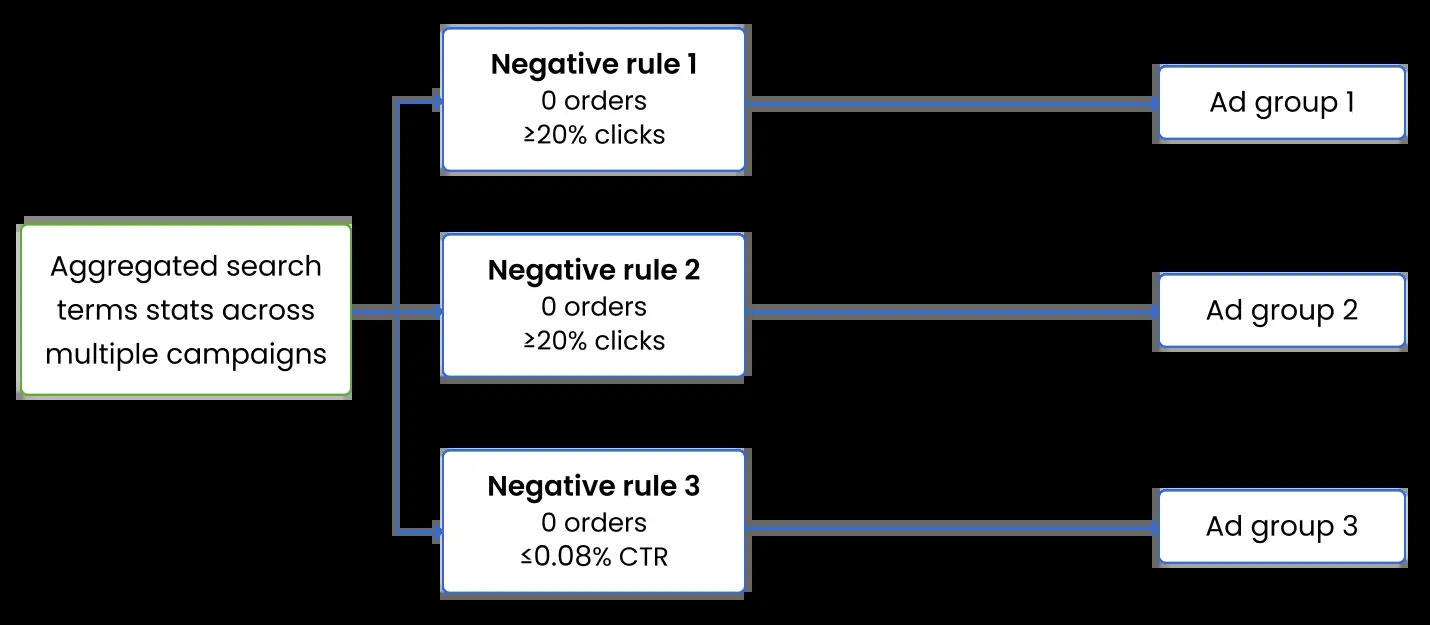 Aggregated search
terms stats across
multiple campaigns
Negative rule 1
0 orders
≥20% clicks
Ad group 1
Negative rule 2
0 orders
≥20% clicks
Ad group 2
Negative rule 3
0 orders
≤0.08% CTR
Ad group 3